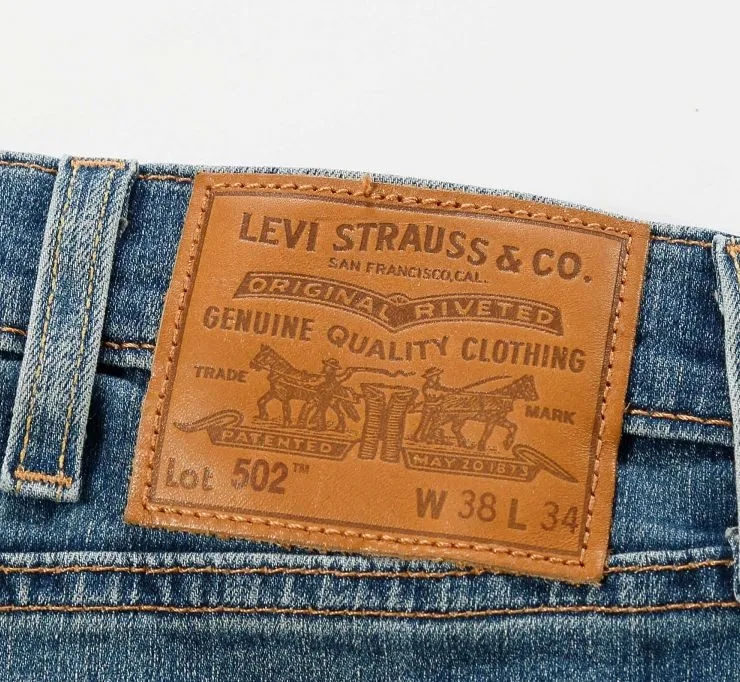 LEVI STRAUSS & CO.
SAN FRANCISCO, CAL.
ORIGINAL RIVETED
GENUINE QUALITY CLOTHING
TRADE MARK
PATENTED MAY 20 1873
Lot 502™
W 38 L 34